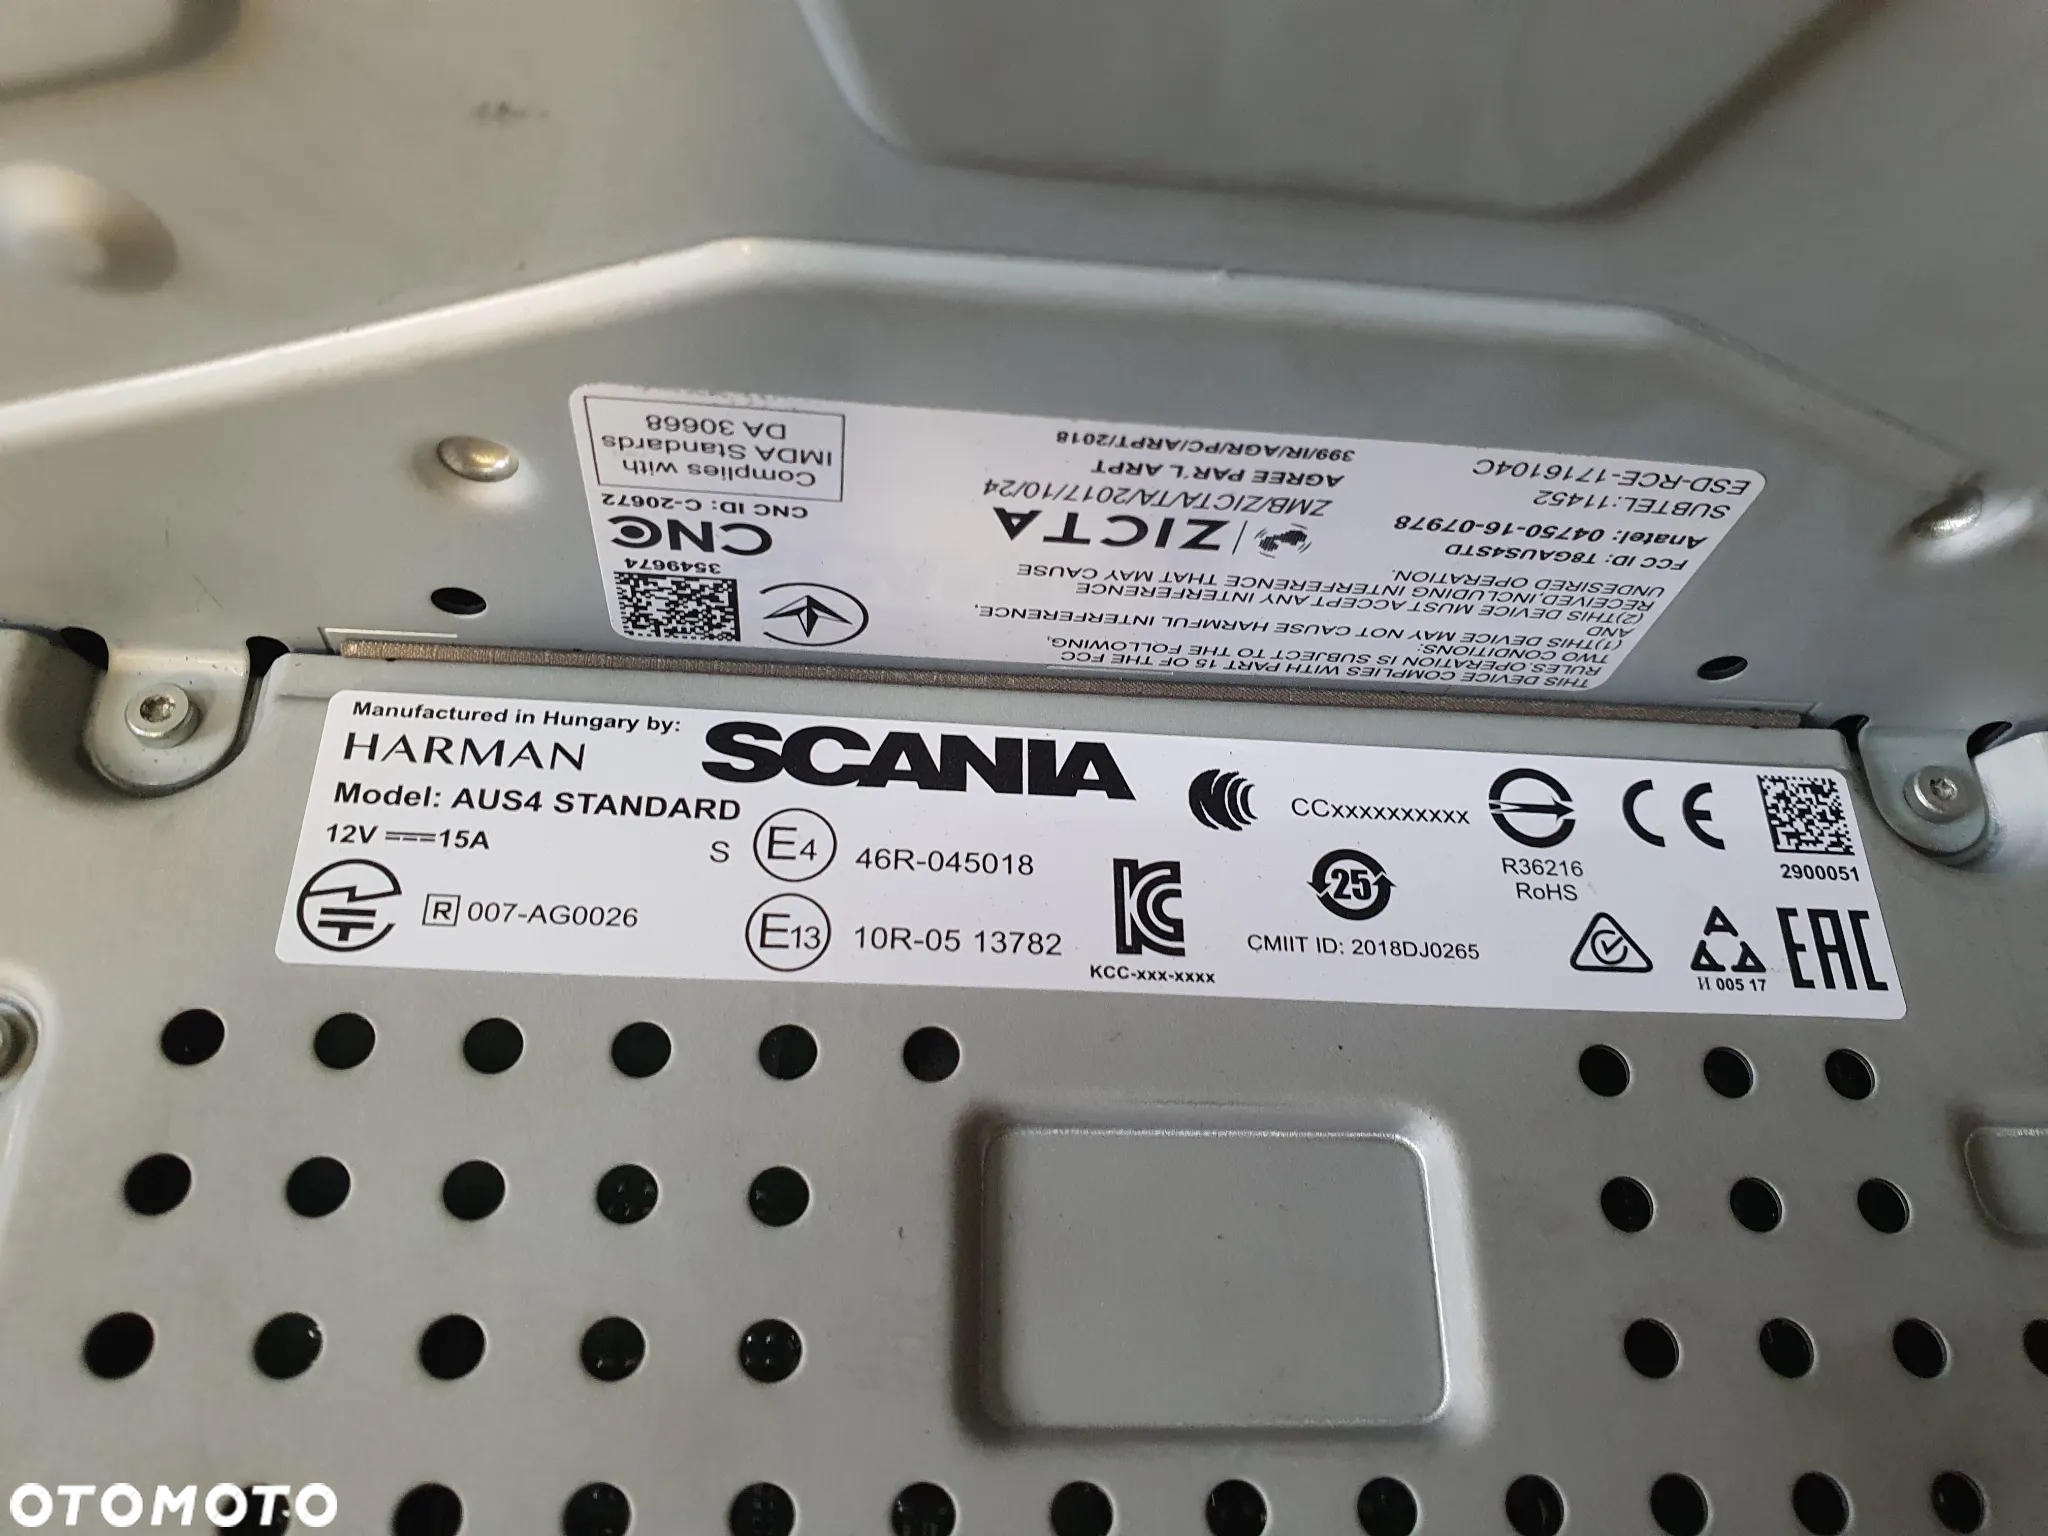 Complies with
IMDA Standards
DA 30668
CNC ID: C-20672
CNC
3549674
THIS DEVICE COMPLIES WITH PART 15 OF THE FCC
RULES. OPERATION IS SUBJECT TO THE FOLLOWING,
TWO CONDITIONS:
(1)THIS DEVICE MAY NOT CAUSE HARMFUL INTERFERENCE,
AND
(2)THIS DEVICE MUST ACCEPT ANY INTERFERENCE
RECEIVED, INCLUDING INTERFERENCE THAT MAY CAUSE
UNDESIRED OPERATION.
FCC ID: T8GAUS4STD
Anatel: 04750-16-07978
SUBTEL:11452
ESD-RCE-1716104C
ZICTA
ZMB/ZICTA/TA/2017/10/24
AGREE PAR'L ARPT
399/IR/AGR/PC/ARPT/2018
Manufactured in Hungary by:
HARMAN
SCANIA
Model: AUS4 STANDARD
12V 15A
S E4 46R-045018
R 007-AG0026
E13 10R-05 13782
CCxxxxxxxxxx
KC
KCC-xxx-xxxx
25
CMIIT ID: 2018DJ0265
R36216
RoHS
CE
2900051
И 005 17
EAC
OTOMOTO